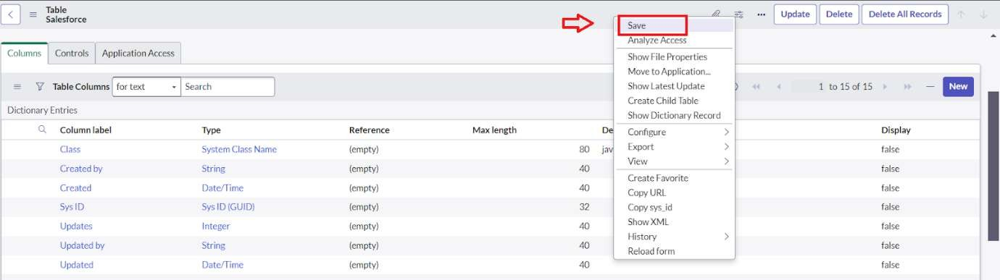 Table
Salesforce
Update
Delete
Delete All Records
Columns
Controls
Application Access
Table Columns for text Search
1 to 15 of 15
New
Dictionary Entries
Column label Type Reference Max length De Display
Class System Class Name (empty) 80 jav false
Created by String (empty) 40 false
Created Date/Time (empty) 40 false
Sys ID Sys ID (GUID) (empty) 32 false
Updates Integer (empty) 40 false
Updated by String (empty) 40 false
Updated Date/Time (empty) 40 false
Save
Analyze Access
Show File Properties
Move to Application...
Show Latest Update
Create Child Table
Show Dictionary Record
Configure
Export
View
Create Favorite
Copy URL
Copy sys_id
Show XML
History
Reload form